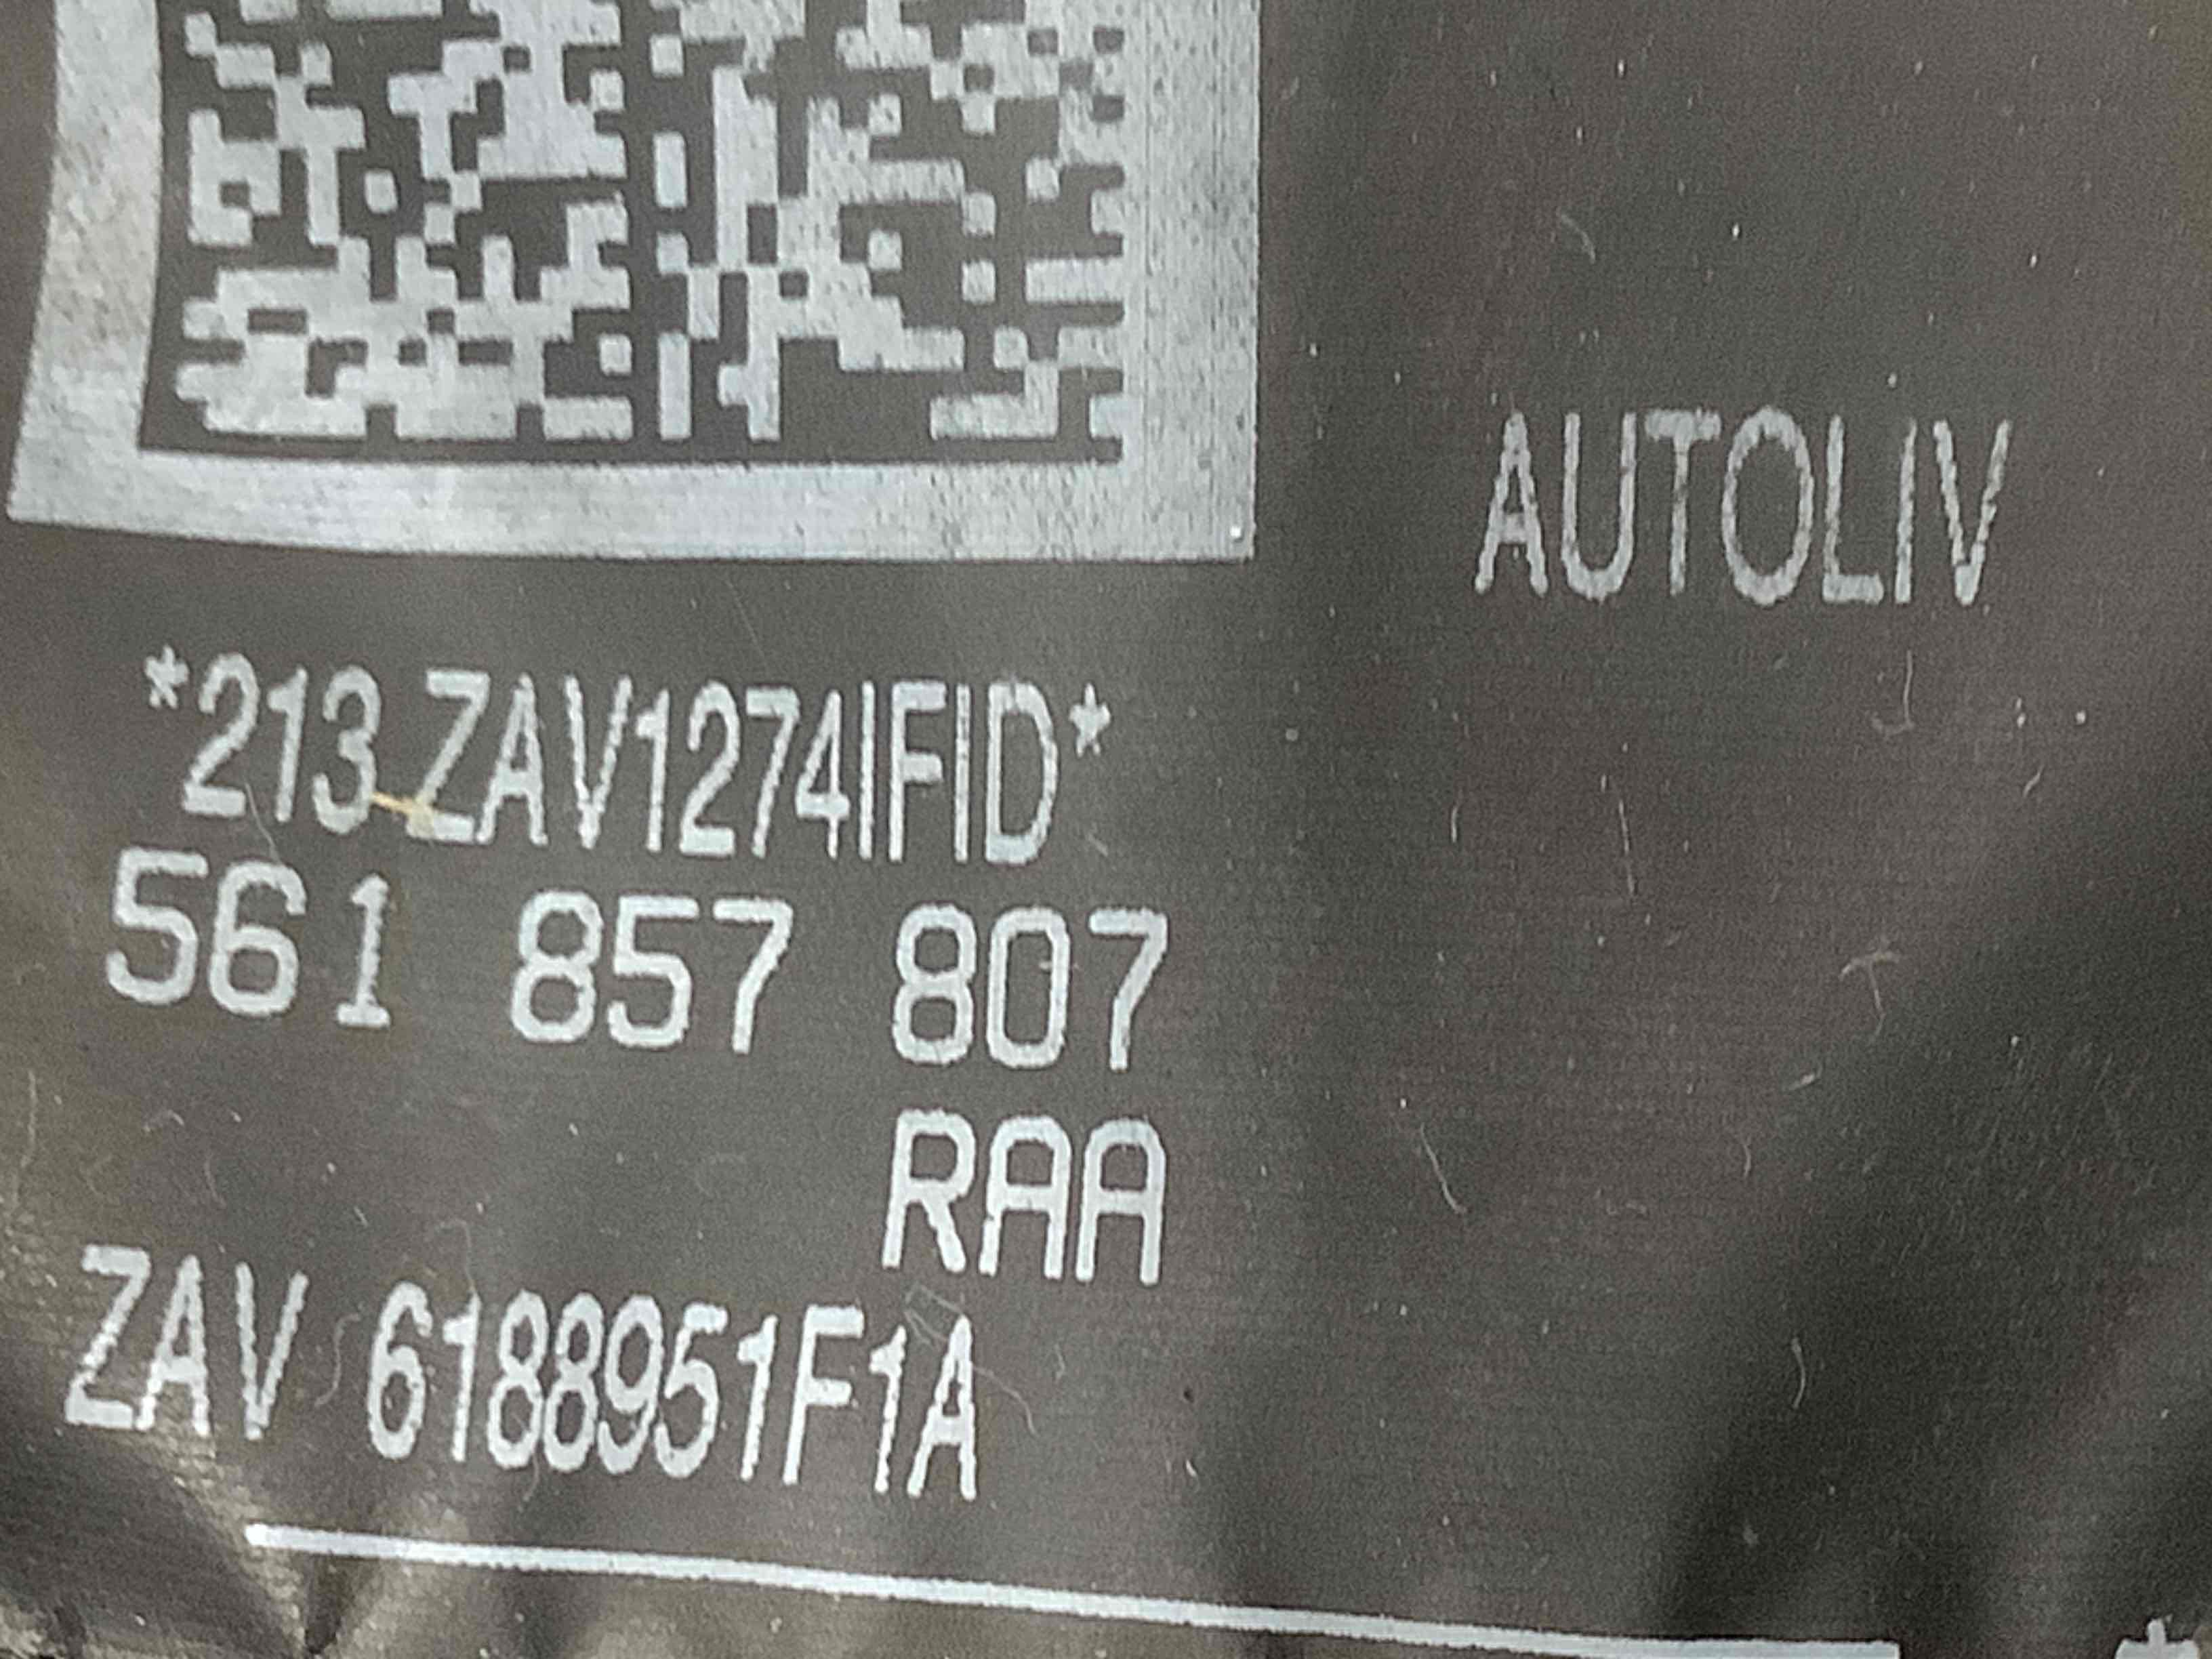 AUTOLIV
*213 ZAV1274IFID*
561 857 807
RAA
ZAV 6188951F1A